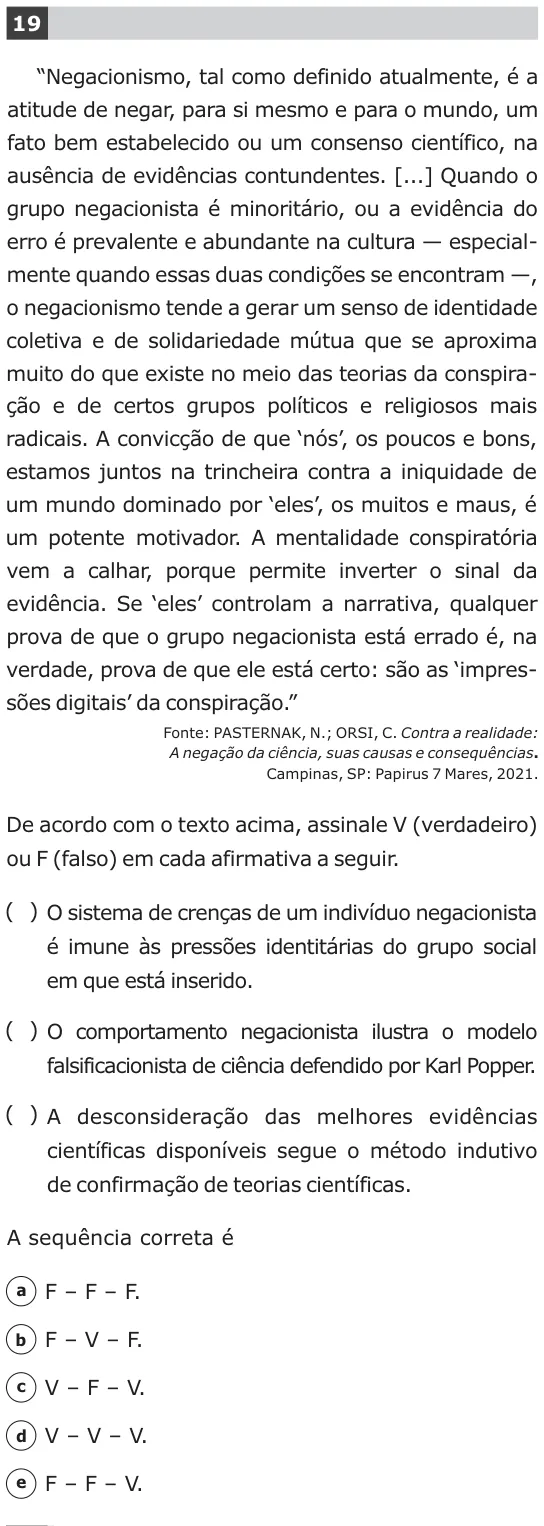 19
“Negacionismo, tal como definido atualmente, é a
atitude de negar, para si mesmo e para o mundo, um
fato bem estabelecido ou um consenso científico, na
ausência de evidências contundentes. [...] Quando o
grupo negacionista é minoritário, ou a evidência do
erro é prevalente e abundante na cultura — especial-
mente quando essas duas condições se encontram —,
o negacionismo tende a gerar um senso de identidade
coletiva e de solidariedade mútua que se aproxima
muito do que existe no meio das teorias da conspira-
ção e de certos grupos políticos e religiosos mais
radicais. A convicção de que ‘nós’, os poucos e bons,
estamos juntos na trincheira contra a iniquidade de
um mundo dominado por ‘eles’, os muitos e maus, é
um potente motivador. A mentalidade conspiratória
vem a calhar, porque permite inverter o sinal da
evidência. Se ‘eles’ controlam a narrativa, qualquer
prova de que o grupo negacionista está errado é, na
verdade, prova de que ele está certo: são as ‘impres-
sões digitais’ da conspiração.”
Fonte: PASTERNAK, N.; ORSI, C. Contra a realidade:
A negação da ciência, suas causas e consequências.
Campinas, SP: Papirus 7 Mares, 2021.
De acordo com o texto acima, assinale V (verdadeiro)
ou F (falso) em cada afirmativa a seguir.
( ) O sistema de crenças de um indivíduo negacionista
é imune às pressões identitárias do grupo social
em que está inserido.
( ) O comportamento negacionista ilustra o modelo
falsificacionista de ciência defendido por Karl Popper.
( ) A desconsideração das melhores evidências
científicas disponíveis segue o método indutivo
de confirmação de teorias científicas.
A sequência correta é
a F – F – F.
b F – V – F.
c V – F – V.
d V – V – V.
e F – F – V.